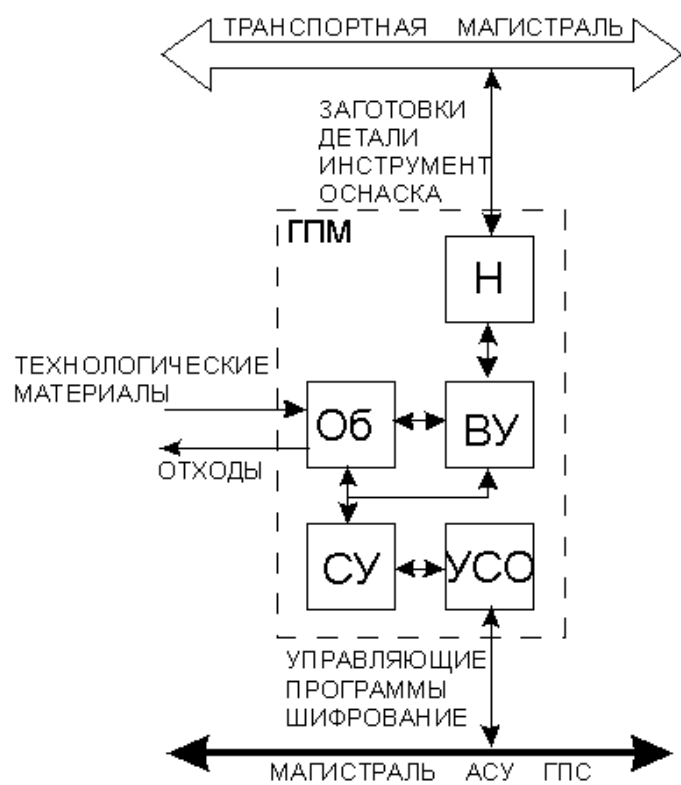 ТРАНСПОРТНАЯ МАГИСТРАЛЬ
ЗАГОТОВКИ
ДЕТАЛИ
ИНСТРУМЕНТ
ОСНАСКА
ГПМ
Н
ТЕХНОЛОГИЧЕСКИЕ
МАТЕРИАЛЫ
Об
ВУ
ОТХОДЫ
СУ
УСО
УПРАВЛЯЮЩИЕ
ПРОГРАММЫ
ШИФРОВАНИЕ
МАГИСТРАЛЬ АСУ ГПС